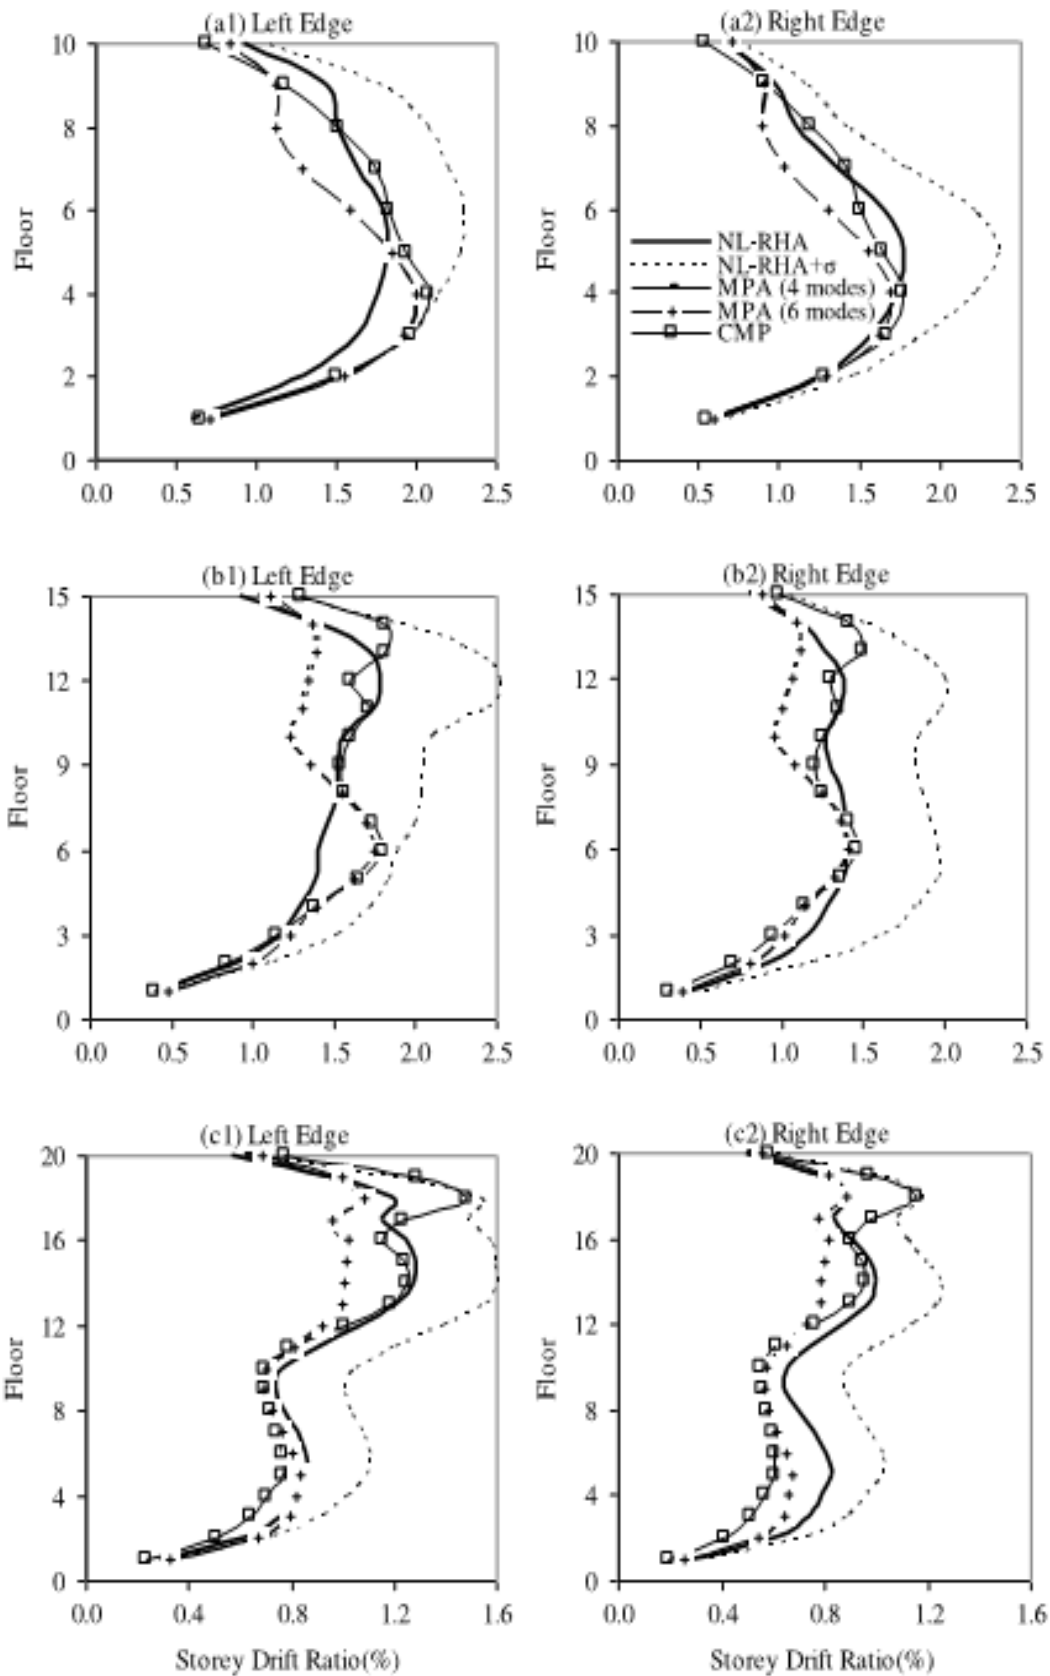 (a1) Left Edge
10
8
6
4
2
0
Floor
0.0 0.5 1.0 1.5 2.0 2.5
(a2) Right Edge
10
8
6
4
2
0
Floor
NL-RHA
NL-RHA+σ
MPA (4 modes)
MPA (6 modes)
CMP
0.0 0.5 1.0 1.5 2.0 2.5
(b1) Left Edge
15
12
9
6
3
0
Floor
0.0 0.5 1.0 1.5 2.0 2.5
(b2) Right Edge
15
12
9
6
3
0
Floor
0.0 0.5 1.0 1.5 2.0 2.5
(c1) Left Edge
20
16
12
8
4
0
Floor
0.0 0.4 0.8 1.2 1.6
Storey Drift Ratio(%)
(c2) Right Edge
20
16
12
8
4
0
Floor
0.0 0.4 0.8 1.2 1.6
Storey Drift Ratio(%)